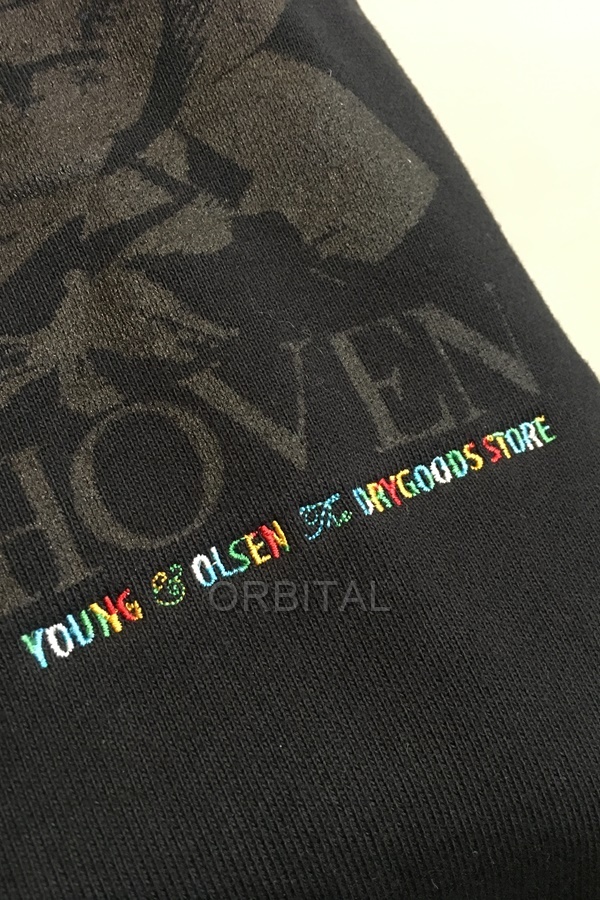 HOVEN
YOUNG & OLSEN The DRYGOODS STORE
ORBITAL